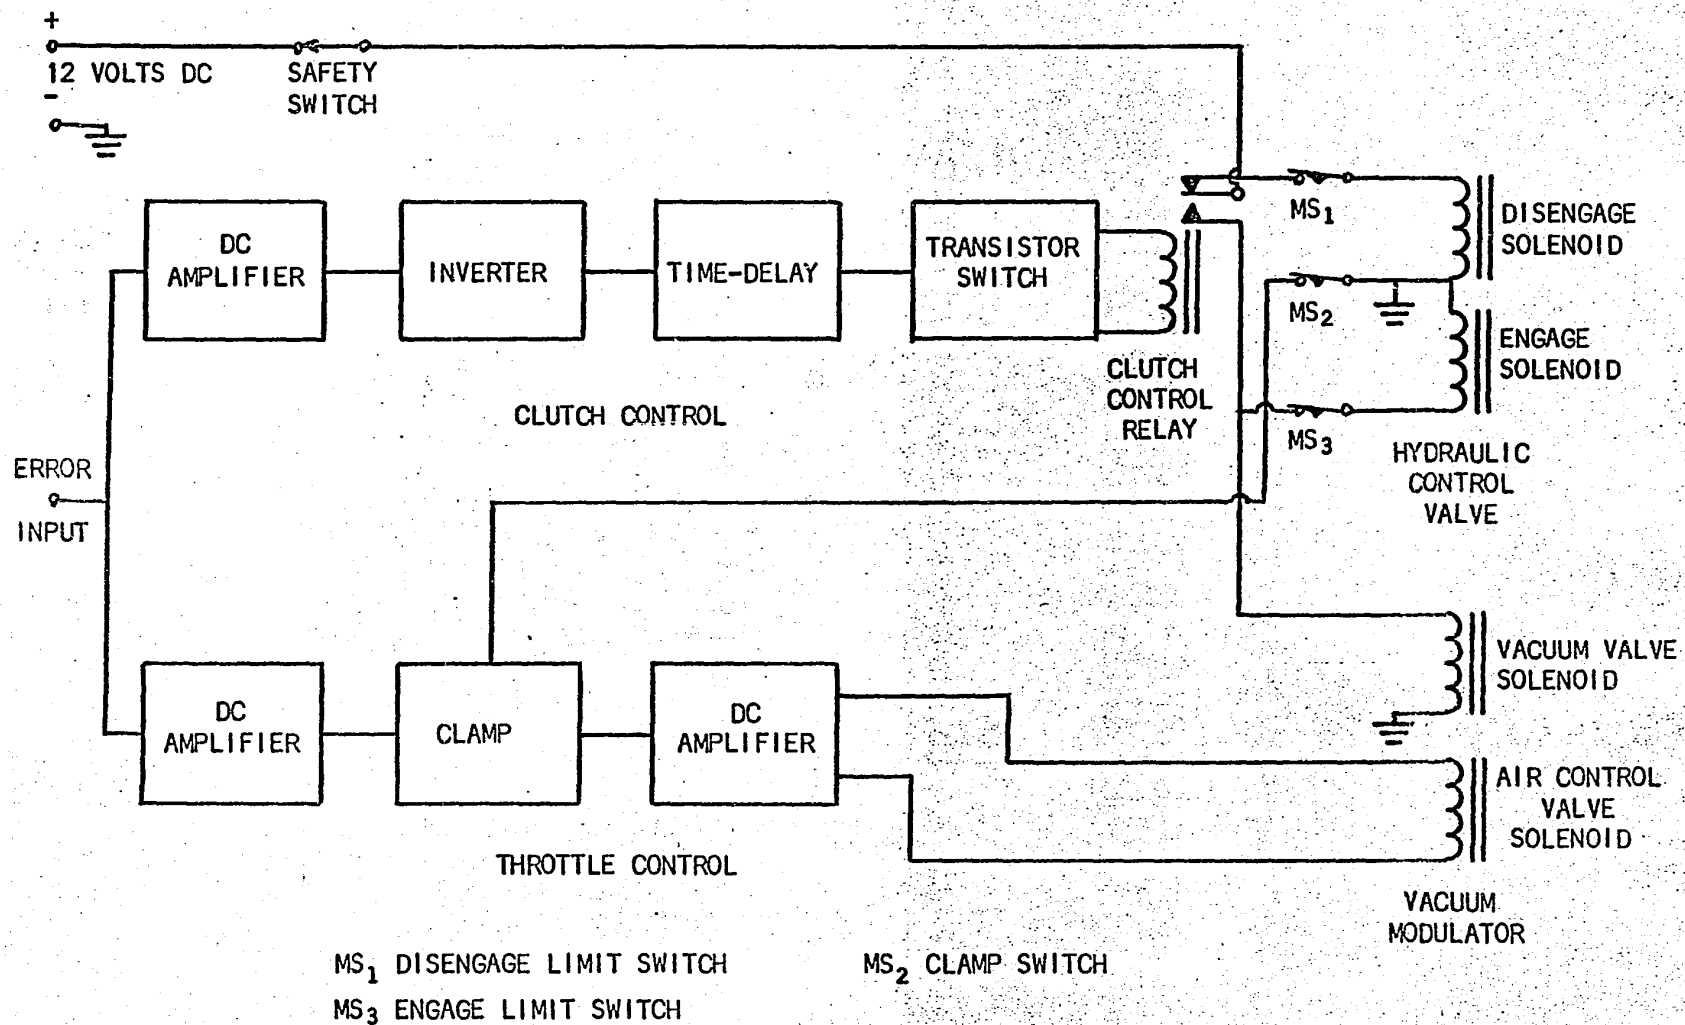 +
12 VOLTS DC
-
SAFETY
SWITCH
DC
AMPLIFIER
INVERTER
TIME-DELAY
TRANSISTOR
SWITCH
CLUTCH
CONTROL
RELAY
MS1
MS2
MS3
DISENGAGE
SOLENOID
ENGAGE
SOLENOID
HYDRAULIC
CONTROL
VALVE
CLUTCH CONTROL
ERROR
INPUT
DC
AMPLIFIER
CLAMP
DC
AMPLIFIER
VACUUM VALVE
SOLENOID
AIR CONTROL
VALVE
SOLENOID
VACUUM
MODULATOR
THROTTLE CONTROL
MS1 DISENGAGE LIMIT SWITCH
MS2 CLAMP SWITCH
MS3 ENGAGE LIMIT SWITCH